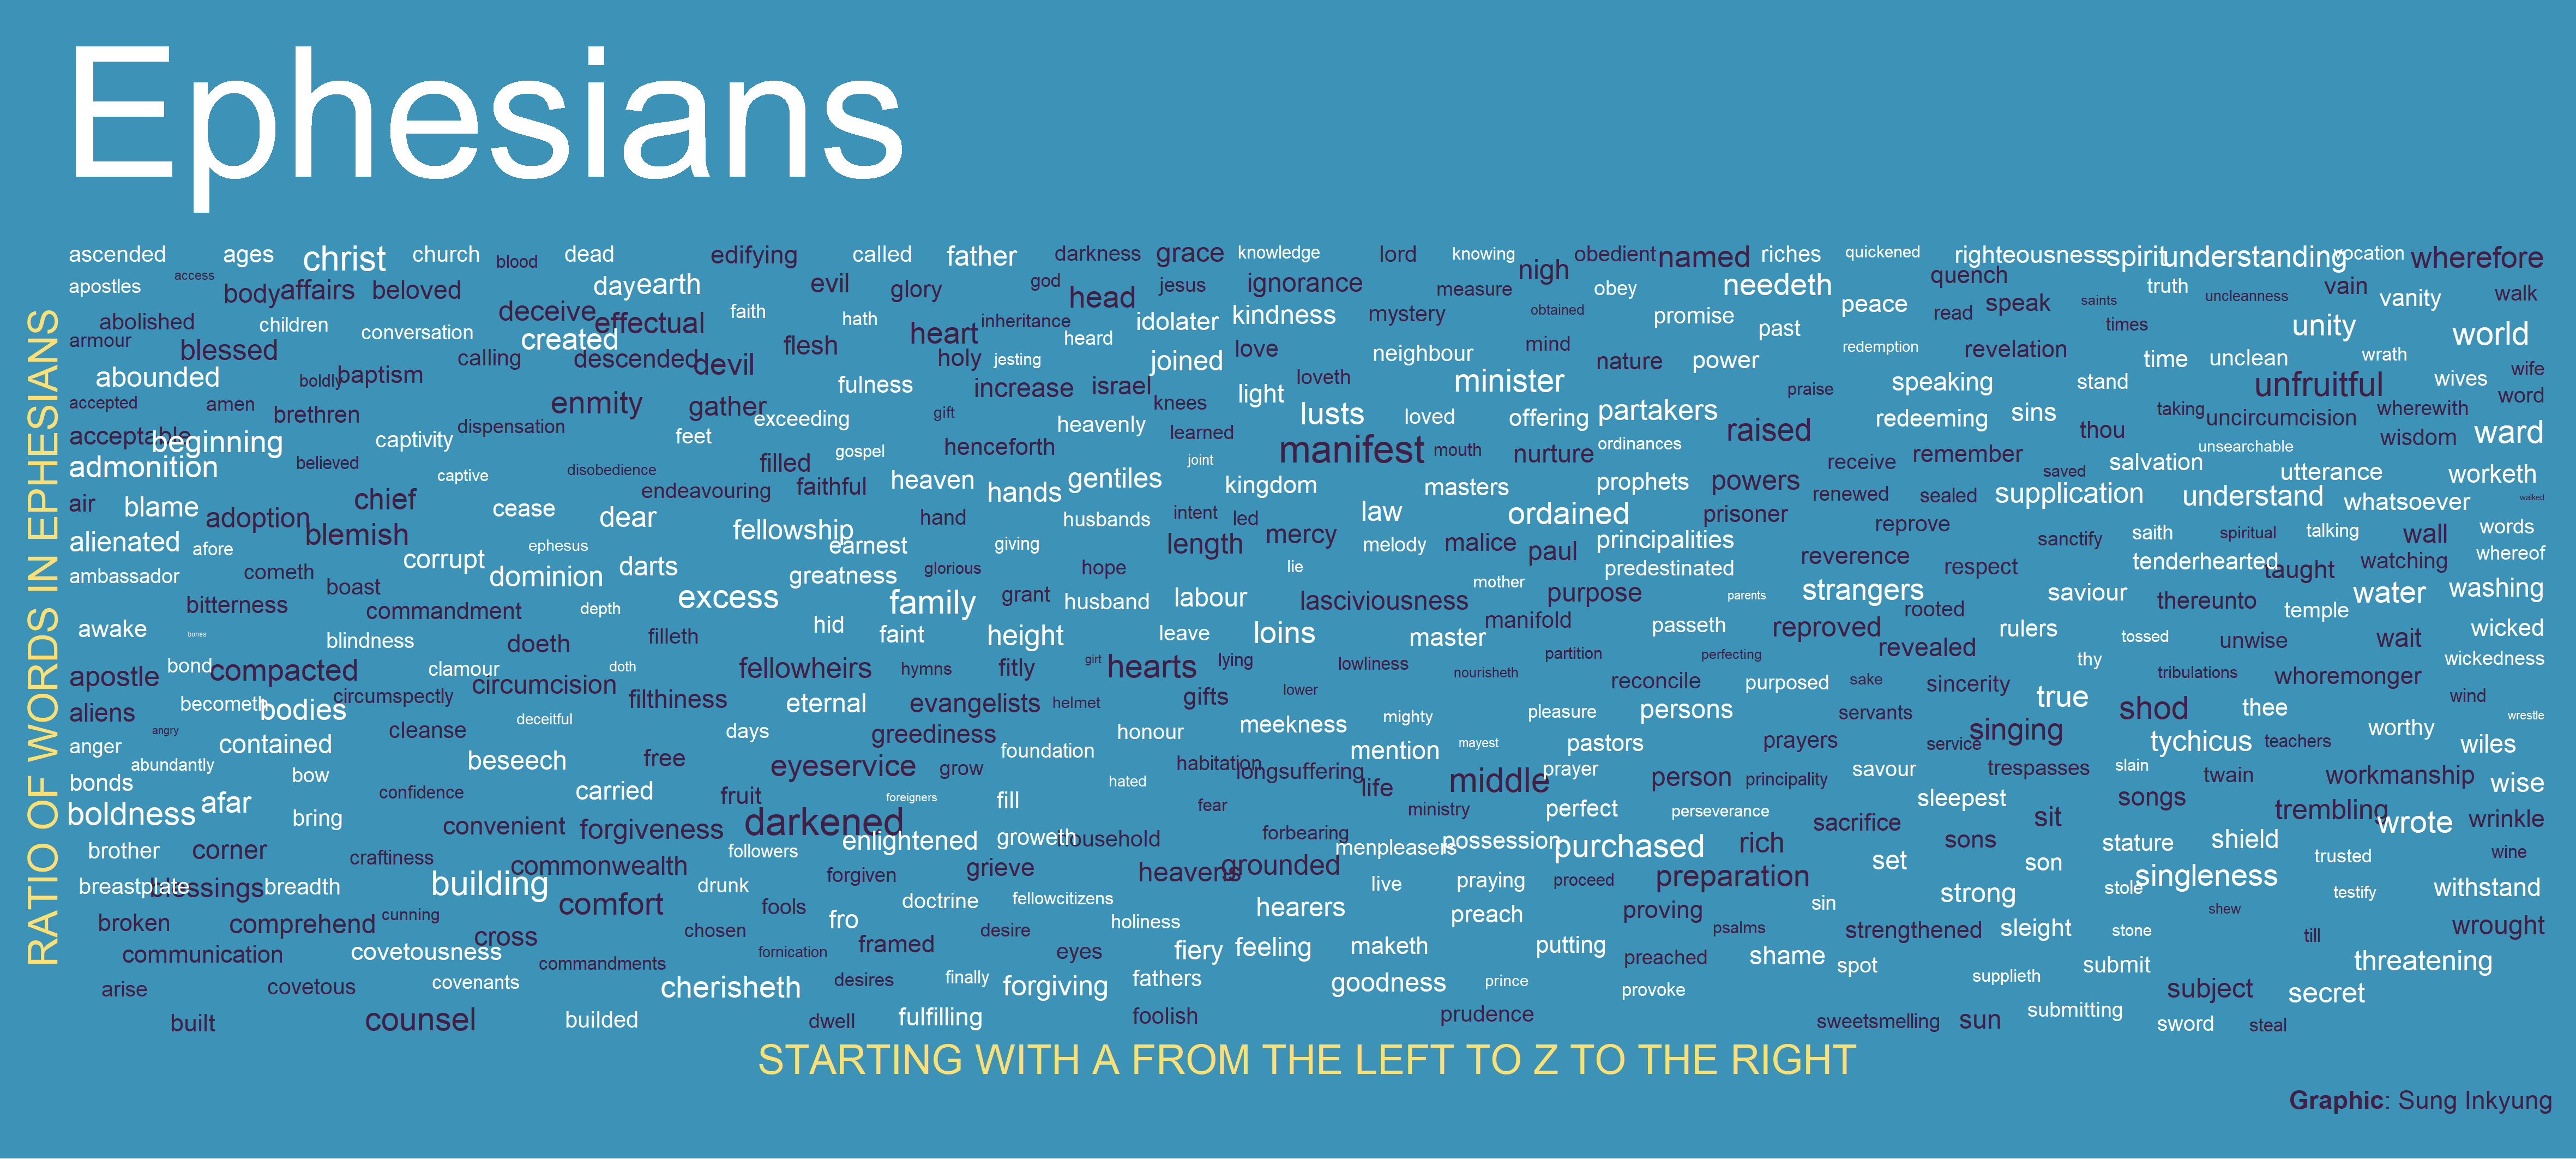 Ephesians
ascended ages christ church blood dead edifying called father darkness grace knowledge lord knowing obedient named riches quickened righteousness spirit understanding vocation wherefore
apostles access body affairs beloved day earth evil glory god head jesus ignorance measure nigh obey needeth quench truth uncleanness vain vanity walk
abolished children conversation deceive effectual faith hath heart inheritance idolater kindness mystery obtained promise peace read speak saints times unity world
armour blessed calling created descended devil flesh holy jesting heard joined love neighbour mind nature past power redemption revelation time unclean wrath wife
abounded boldly baptism fulness increase israel light loveth minister praise speaking stand unfruitful wives word
accepted amen brethren dispensation enmity gather exceeding gift heavenly knees lusts loved offering partakers redeeming sins taking uncircumcision wherewith
acceptable beginning captivity feet gospel henceforth learned manifest mouth nurture ordinances raised remember thou unsearchable wisdom ward
admonition believed captive disobedience filled heaven gentiles joint kingdom masters prophets powers receive saved salvation utterance worketh
air blame chief cease endeavouring faithful hands intent led law ordained prisoner renewed sealed supplication understand whatsoever walked
alienated afore adoption blemish corrupt ephesus dear fellowship earnest hand giving husbands length mercy melody malice paul principalities reprove sanctify saith spiritual talking wall words
ambassador cometh boast dominion darts greatness glorious hope lie mother predestinated reverence respect tenderhearted taught watching whereof
bitterness commandment depth excess family grant husband labour lasciviousness purpose parents strangers rooted saviour thereunto temple water washing
awake bones blindness doeth filleth hid faint height leave loins master manifold passeth reproved revealed rulers tossed unwise wait wicked
apostle bond compacted clamour doth fellowheirs hymns fitly girt hearts lying lowliness nourisheth partition perfecting thy tribulations whoremonger wickedness
aliens becometh bodies circumspectly circumcision filthiness eternal evangelists helmet gifts lower reconcile purposed sake sincerity true shod thee wind
anger angry contained cleanse deceitful days greediness foundation honour meekness mighty pleasure persons servants singing worthy wrestle
bonds abundantly bow beseech free eyeservice grow hated habitation longsuffering mention mayest pastors prayers service tychicus teachers wiles
boldness afar bring confidence carried fruit foreigners fill fear life middle prayer person principality savour trespasses slain twain workmanship wise
brother corner craftiness convenient forgiveness darkened enlightened groweth household forbearing menpleasers ministry possession perfect perseverance purchased rich sacrifice sleepest sit songs trembling wrote wrinkle
breastplate blessings breadth building commonwealth followers forgiven grieve heavens grounded live praying proceed preparation set sons son stature shield trusted wine
broken comprehend cunning comfort drunk fools fro doctrine fellowcitizens holiness hearers preach proving sin strong stole singleness testify withstand
communication covetousness cross commandments chosen fornication framed desire eyes fiery feeling maketh putting preached psalms shame strengthened sleight stone shew till wrought
arise covetous covenants cherisheth desires finally forgiving fathers goodness prince provoke spot supplieth submit subject secret threatening
built counsel builded dwell fulfilling foolish prudence sweetsmelling sun submitting sword steal
RATIO OF WORDS IN EPHESIANS
STARTING WITH A FROM THE LEFT TO Z TO THE RIGHT
Graphic: Sung Inkyung